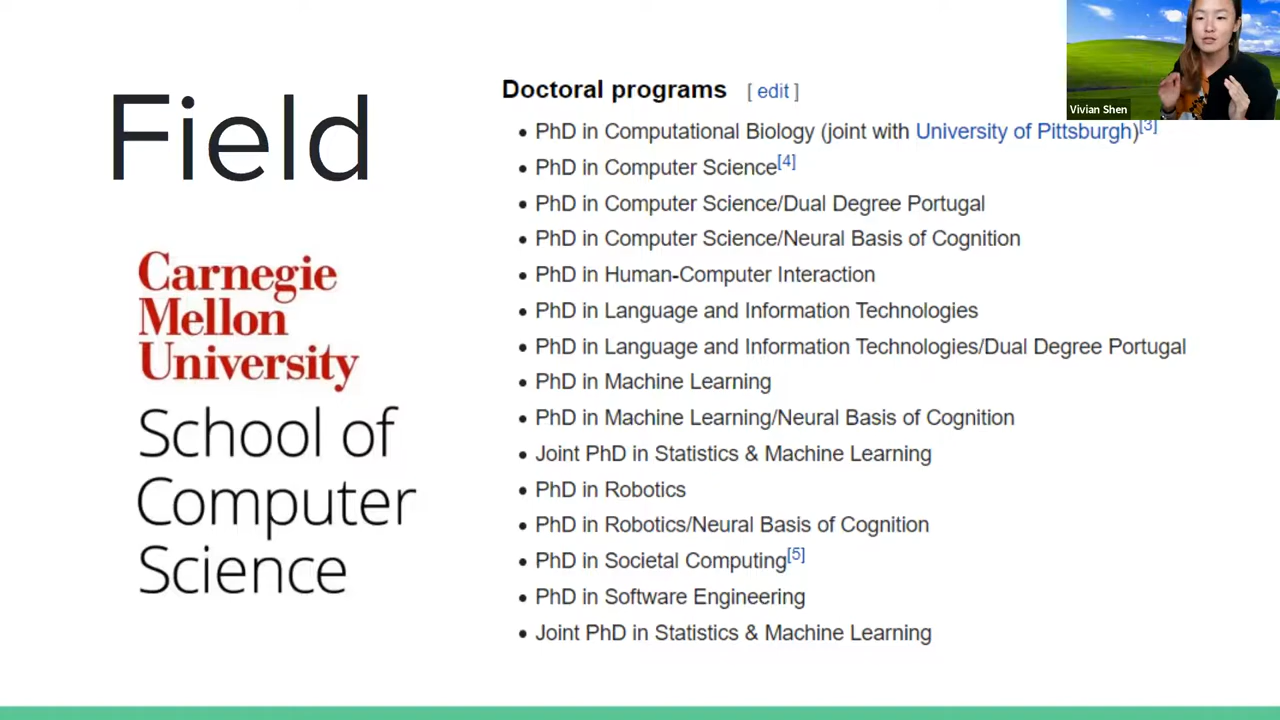 Field
Carnegie
Mellon
University
School of
Computer
Science
Doctoral programs [ edit ]
• PhD in Computational Biology (joint with University of Pittsburgh)[3]
• PhD in Computer Science[4]
• PhD in Computer Science/Dual Degree Portugal
• PhD in Computer Science/Neural Basis of Cognition
• PhD in Human-Computer Interaction
• PhD in Language and Information Technologies
• PhD in Language and Information Technologies/Dual Degree Portugal
• PhD in Machine Learning
• PhD in Machine Learning/Neural Basis of Cognition
• Joint PhD in Statistics & Machine Learning
• PhD in Robotics
• PhD in Robotics/Neural Basis of Cognition
• PhD in Societal Computing[5]
• PhD in Software Engineering
• Joint PhD in Statistics & Machine Learning
Vivian Shen